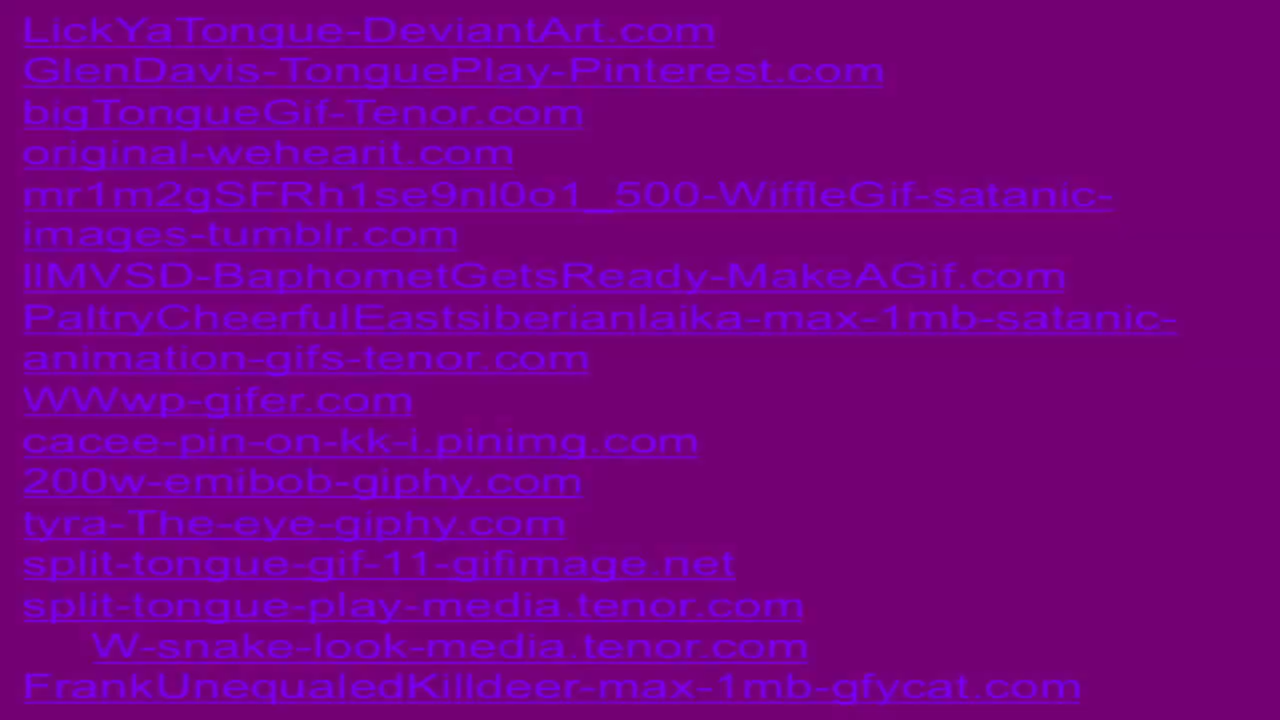 LickYaTongue-DeviantArt.com
GlenDavis-TonguePlay-Pinterest.com
bigTongueGif-Tenor.com
original-wehearit.com
mr1m2gSFRh1se9nl0o1_500-WiffleGif-satanic-
images-tumblr.com
lIMVSD-BaphometGetsReady-MakeAGif.com
PaltryCheerfulEastsiberianlaika-max-1mb-satanic-
animation-gifs-tenor.com
WWwp-gifer.com
cacee-pin-on-kk-i.pinimg.com
200w-emibob-giphy.com
tyra-The-eye-giphy.com
split-tongue-gif-11-gifimage.net
split-tongue-play-media.tenor.com
W-snake-look-media.tenor.com
FrankUnequaledKilldeer-max-1mb-gfycat.com